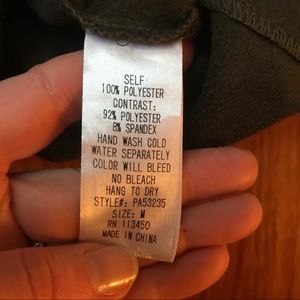 SELF
100% POLYESTER
CONTRAST:
92% POLYESTER
8% SPANDEX
HAND WASH COLD
WATER SEPARATELY
COLOR WILL BLEED
NO BLEACH
HANG TO DRY
STYLE#: PA53235
SIZE: M
RN 113450
MADE IN CHINA